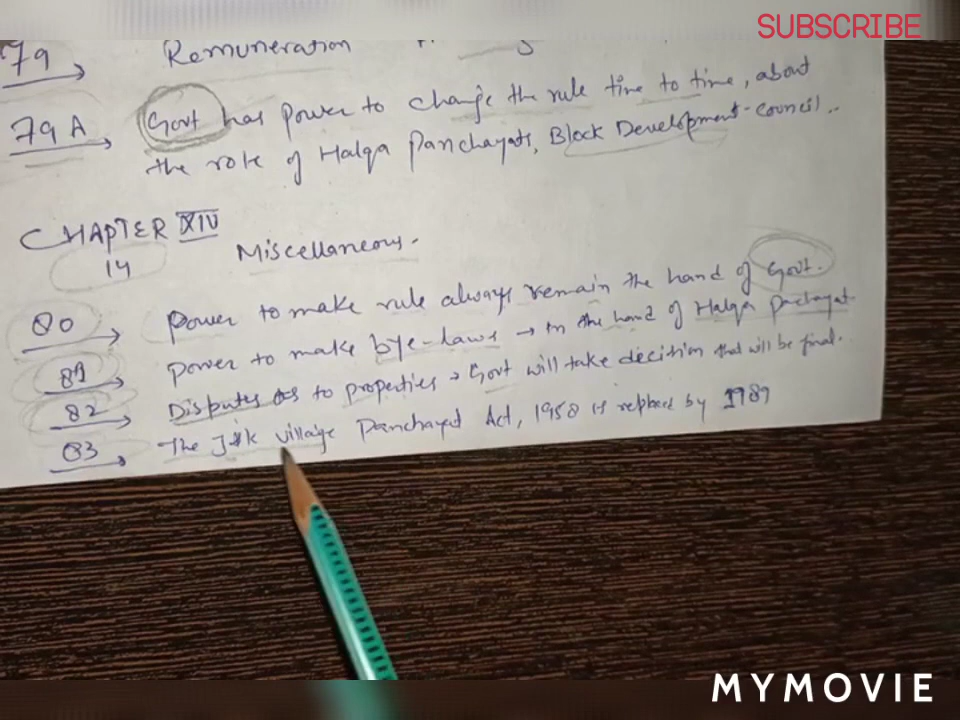 SUBSCRIBE
79 Remuneration
79 A Govt has power to change the rule time to time, about
the role of Halqa Panchayats, Block Development Council..
CHAPTER XIV
14 Miscellaneous.
80 Power to make rule always remain the hand of Govt.
81 Power to make bye-laws → in the hand of Halqa pachayat
82 Disputes as to properties → Govt will take decition that will be final.
83 The J&k village Panchayat Act, 1958 is replaced by 1989
MYMOVIE